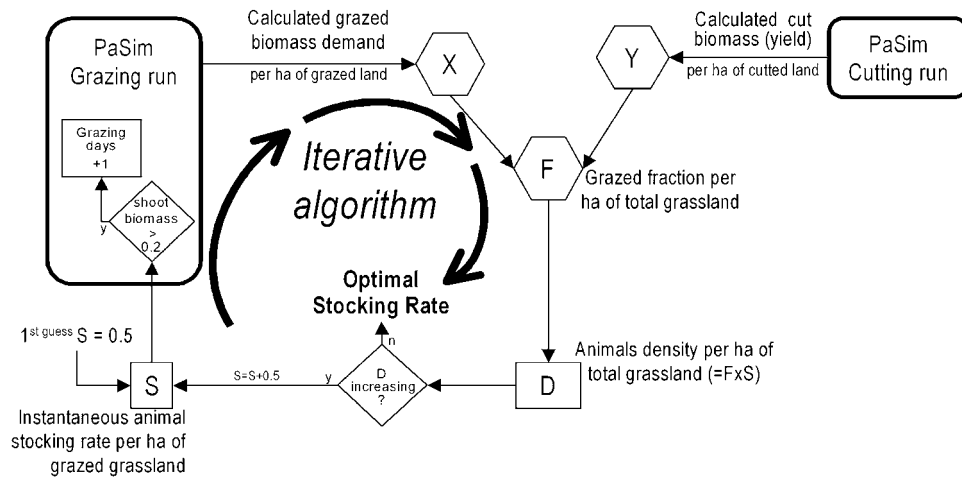 PaSim
Grazing run
Grazing
days
+1
shoot
biomass
>
0.2
y
Calculated grazed
biomass demand
per ha of grazed land
X
Y
Calculated cut
biomass (yield)
per ha of cutted land
PaSim
Cutting run
Iterative
algorithm
F
Grazed fraction per
ha of total grassland
Optimal
Stocking Rate
n
1st guess S = 0.5
S
S=S+0.5
y
D
increasing
?
D
Animals density per ha of
total grassland (=FxS)
Instantaneous animal
stocking rate per ha of
grazed grassland